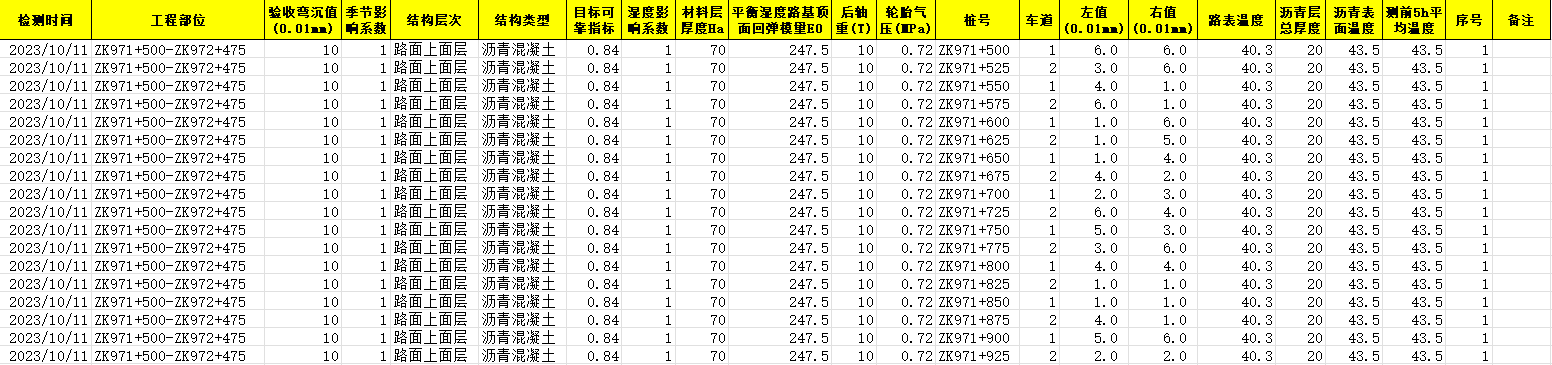 检测时间 工程部位 验收弯沉值(0.01mm) 季节影响系数 结构层次 结构类型 目标可靠指标 湿度影响系数 材料层厚度Ha 平衡湿度路基顶面回弹模量E0 后轴重(T) 轮胎气压(MPa) 桩号 车道 左值(0.01mm) 右值(0.01mm) 路表温度 沥青层总厚度 沥青表面温度 测前5h平均温度 序号 备注
2023/10/11 ZK971+500-ZK972+475 10 1 路面上面层 沥青混凝土 0.84 1 70 247.5 10 0.72 ZK971+500 1 6.0 6.0 40.3 20 43.5 43.5 1
2023/10/11 ZK971+500-ZK972+475 10 1 路面上面层 沥青混凝土 0.84 1 70 247.5 10 0.72 ZK971+525 2 3.0 6.0 40.3 20 43.5 43.5 1
2023/10/11 ZK971+500-ZK972+475 10 1 路面上面层 沥青混凝土 0.84 1 70 247.5 10 0.72 ZK971+550 1 4.0 1.0 40.3 20 43.5 43.5 1
2023/10/11 ZK971+500-ZK972+475 10 1 路面上面层 沥青混凝土 0.84 1 70 247.5 10 0.72 ZK971+575 2 6.0 1.0 40.3 20 43.5 43.5 1
2023/10/11 ZK971+500-ZK972+475 10 1 路面上面层 沥青混凝土 0.84 1 70 247.5 10 0.72 ZK971+600 1 1.0 6.0 40.3 20 43.5 43.5 1
2023/10/11 ZK971+500-ZK972+475 10 1 路面上面层 沥青混凝土 0.84 1 70 247.5 10 0.72 ZK971+625 2 1.0 5.0 40.3 20 43.5 43.5 1
2023/10/11 ZK971+500-ZK972+475 10 1 路面上面层 沥青混凝土 0.84 1 70 247.5 10 0.72 ZK971+650 1 1.0 4.0 40.3 20 43.5 43.5 1
2023/10/11 ZK971+500-ZK972+475 10 1 路面上面层 沥青混凝土 0.84 1 70 247.5 10 0.72 ZK971+675 2 4.0 2.0 40.3 20 43.5 43.5 1
2023/10/11 ZK971+500-ZK972+475 10 1 路面上面层 沥青混凝土 0.84 1 70 247.5 10 0.72 ZK971+700 1 2.0 3.0 40.3 20 43.5 43.5 1
2023/10/11 ZK971+500-ZK972+475 10 1 路面上面层 沥青混凝土 0.84 1 70 247.5 10 0.72 ZK971+725 2 6.0 4.0 40.3 20 43.5 43.5 1
2023/10/11 ZK971+500-ZK972+475 10 1 路面上面层 沥青混凝土 0.84 1 70 247.5 10 0.72 ZK971+750 1 5.0 3.0 40.3 20 43.5 43.5 1
2023/10/11 ZK971+500-ZK972+475 10 1 路面上面层 沥青混凝土 0.84 1 70 247.5 10 0.72 ZK971+775 2 3.0 6.0 40.3 20 43.5 43.5 1
2023/10/11 ZK971+500-ZK972+475 10 1 路面上面层 沥青混凝土 0.84 1 70 247.5 10 0.72 ZK971+800 1 4.0 4.0 40.3 20 43.5 43.5 1
2023/10/11 ZK971+500-ZK972+475 10 1 路面上面层 沥青混凝土 0.84 1 70 247.5 10 0.72 ZK971+825 2 1.0 1.0 40.3 20 43.5 43.5 1
2023/10/11 ZK971+500-ZK972+475 10 1 路面上面层 沥青混凝土 0.84 1 70 247.5 10 0.72 ZK971+850 1 1.0 1.0 40.3 20 43.5 43.5 1
2023/10/11 ZK971+500-ZK972+475 10 1 路面上面层 沥青混凝土 0.84 1 70 247.5 10 0.72 ZK971+875 2 4.0 1.0 40.3 20 43.5 43.5 1
2023/10/11 ZK971+500-ZK972+475 10 1 路面上面层 沥青混凝土 0.84 1 70 247.5 10 0.72 ZK971+900 1 5.0 6.0 40.3 20 43.5 43.5 1
2023/10/11 ZK971+500-ZK972+475 10 1 路面上面层 沥青混凝土 0.84 1 70 247.5 10 0.72 ZK971+925 2 2.0 2.0 40.3 20 43.5 43.5 1